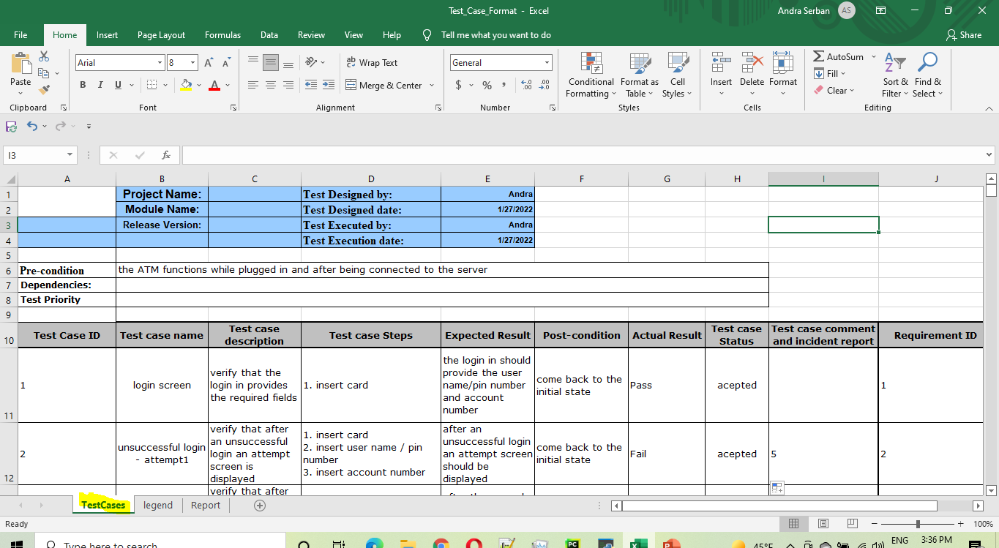 Test_Case_Format - Excel
Andra Serban AS
File Home Insert Page Layout Formulas Data Review View Help Tell me what you want to do Share
Paste
Clipboard
Arial 8
B I U
Font
Wrap Text
Merge & Center
Alignment
General
$ % ,
Number
Conditional Formatting
Format as Table
Cell Styles
Styles
Insert Delete Format
Cells
AutoSum
Fill
Clear
Sort & Filter
Find & Select
Editing
I3 fx
A B C D E F G H I J
1 Project Name: Test Designed by: Andra
2 Module Name: Test Designed date: 1/27/2022
3 Release Version: Test Executed by: Andra
4 Test Execution date: 1/27/2022
5
6 Pre-condition the ATM functions while plugged in and after being connected to the server
7 Dependencies:
8 Test Priority
9
10 Test Case ID Test case name Test case description Test case Steps Expected Result Post-condition Actual Result Test case Status Test case comment and incident report Requirement ID
11
1
login screen
verify that the
login in provides
the required fields
1. insert card
the login in should
provide the user
name/pin number
and account
number
come back to the
initial state
Pass
acepted
1
12
2
unsuccessful login
- attempt1
verify that after
an unsuccessful
login an attempt
screen is
displayed
1. insert card
2. insert user name / pin
number
3. insert account number
after an
unsuccessful login
an attempt screen
should be
displayed
come back to the
initial state
Fail
acepted
5
2
verify that after
TestCases legend Report
Ready 100%
Type here to search
45°F ENG 3:36 PM